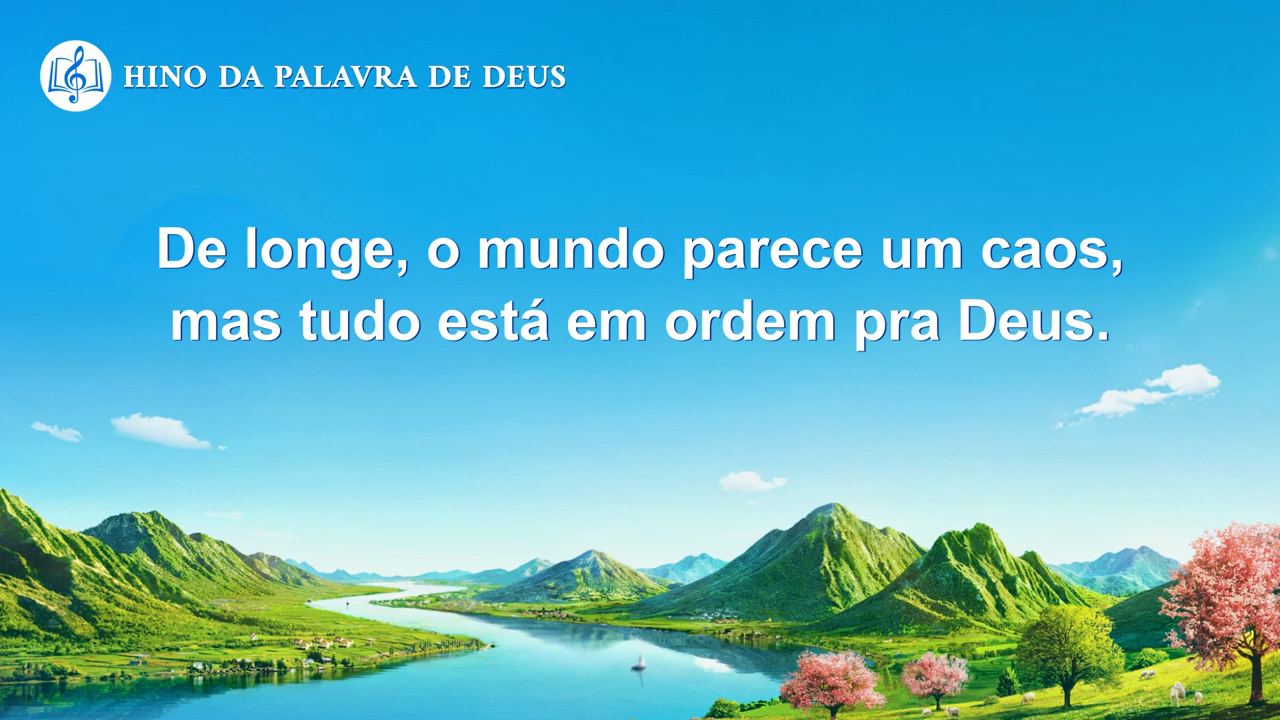 HINO DA PALAVRA DE DEUS
De longe, o mundo parece um caos,
mas tudo está em ordem pra Deus.